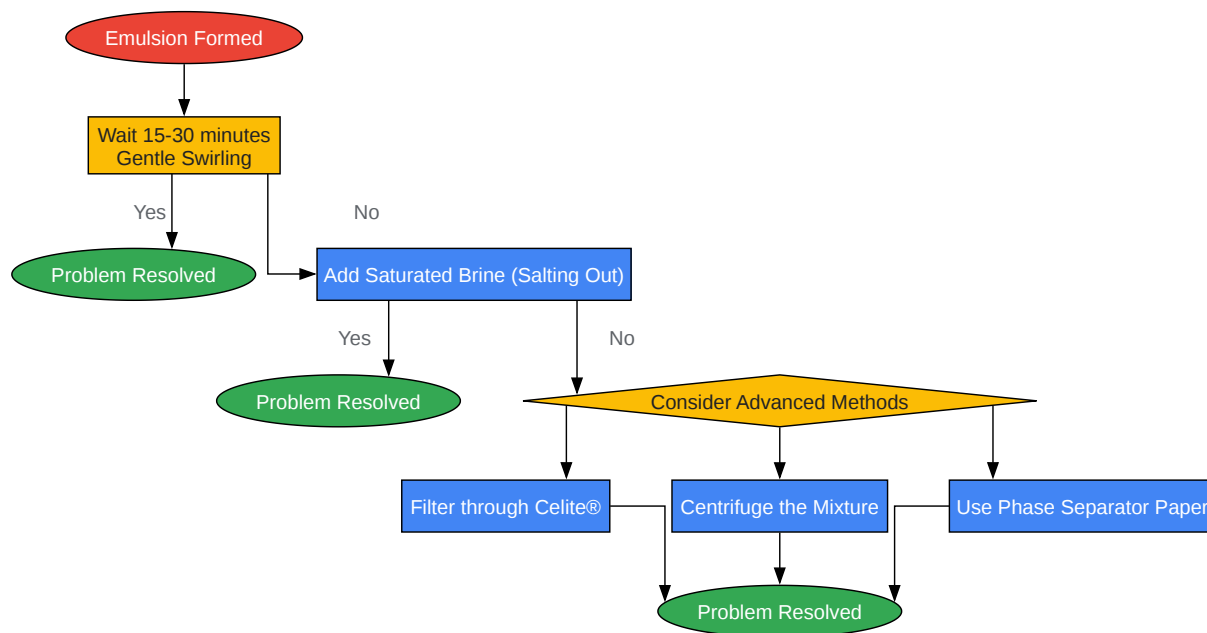 Emulsion Formed
Wait 15-30 minutes
Gentle Swirling
Yes
No
Problem Resolved
Add Saturated Brine (Salting Out)
Yes
No
Problem Resolved
Consider Advanced Methods
Filter through Celite®
Centrifuge the Mixture
Use Phase Separator Paper
Problem Resolved